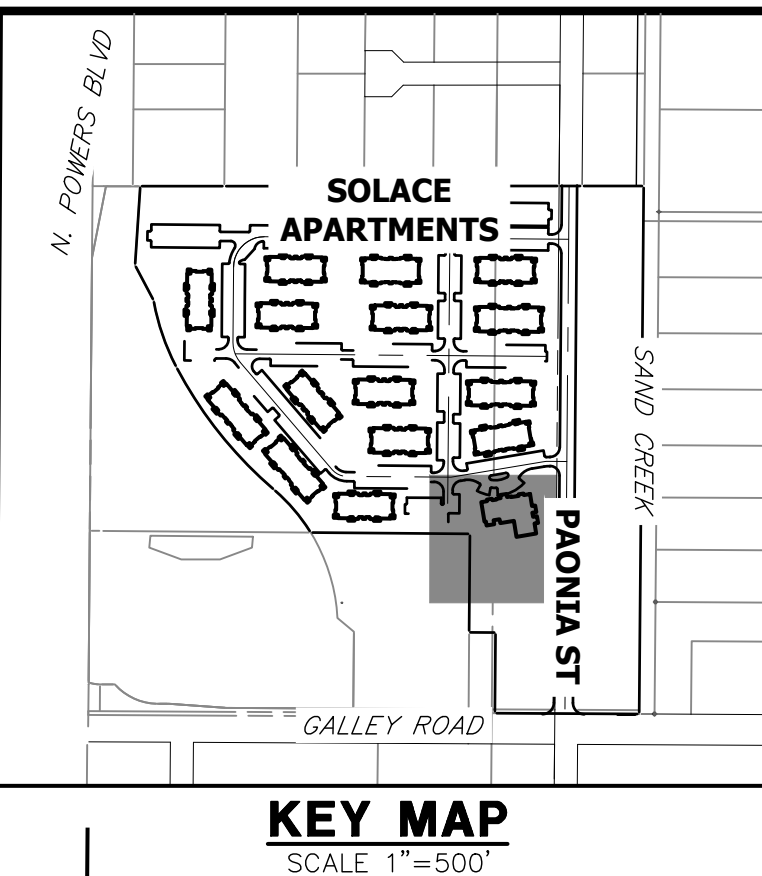 N. POWERS BLVD
SOLACE
APARTMENTS
SAND CREEK
PAONIA ST
GALLEY ROAD
KEY MAP
SCALE 1"=500'